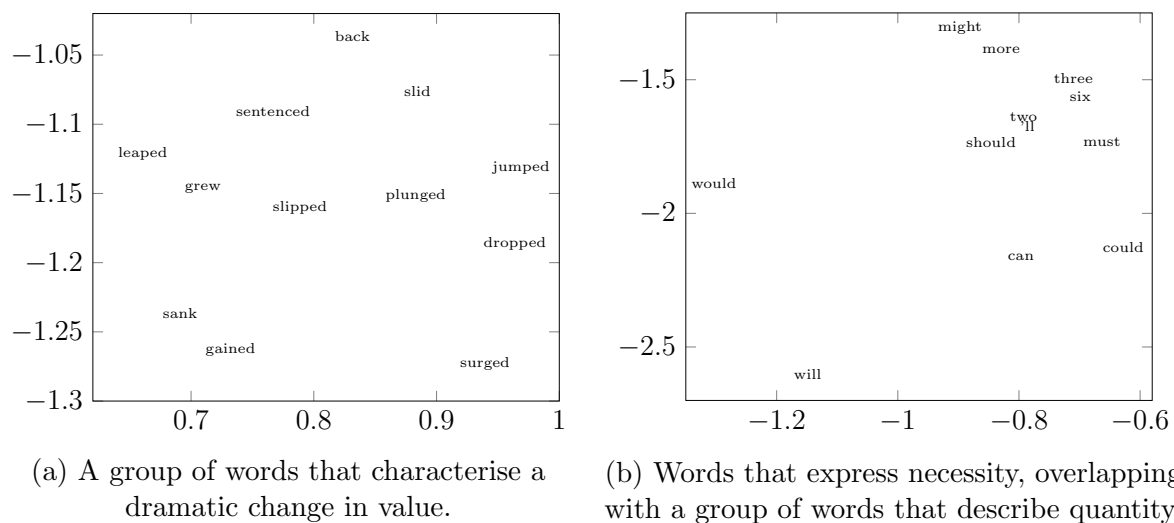 back
−1.05
slid
sentenced
−1.1
leaped
jumped
grew
plunged
−1.15
slipped
dropped
−1.2
sank
−1.25
gained
surged
−1.3
0.7 0.8 0.9 1
(a) A group of words that characterise a
dramatic change in value.
might
more
−1.5
three
six
two
'll
should must
would
−2
could
can
−2.5
will
−1.2 −1 −0.8 −0.6
(b) Words that express necessity, overlapping
with a group of words that describe quantity